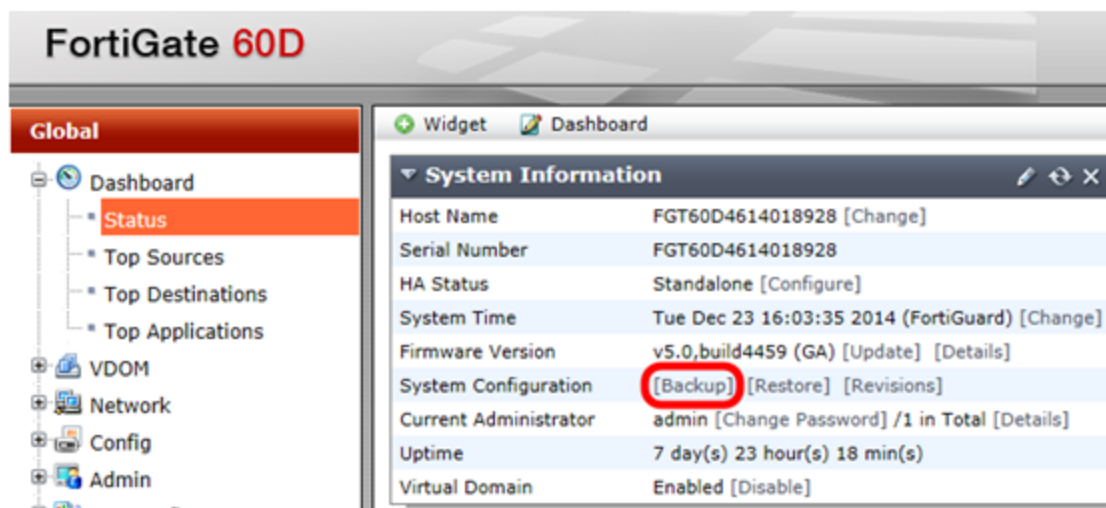 FortiGate 60D
Global
Dashboard
Status
Top Sources
Top Destinations
Top Applications
VDOM
Network
Config
Admin
Widget Dashboard
System Information
Host Name FGT60D4614018928 [Change]
Serial Number FGT60D4614018928
HA Status Standalone [Configure]
System Time Tue Dec 23 16:03:35 2014 (FortiGuard) [Change]
Firmware Version v5.0,build4459 (GA) [Update] [Details]
System Configuration [Backup] [Restore] [Revisions]
Current Administrator admin [Change Password] /1 in Total [Details]
Uptime 7 day(s) 23 hour(s) 18 min(s)
Virtual Domain Enabled [Disable]